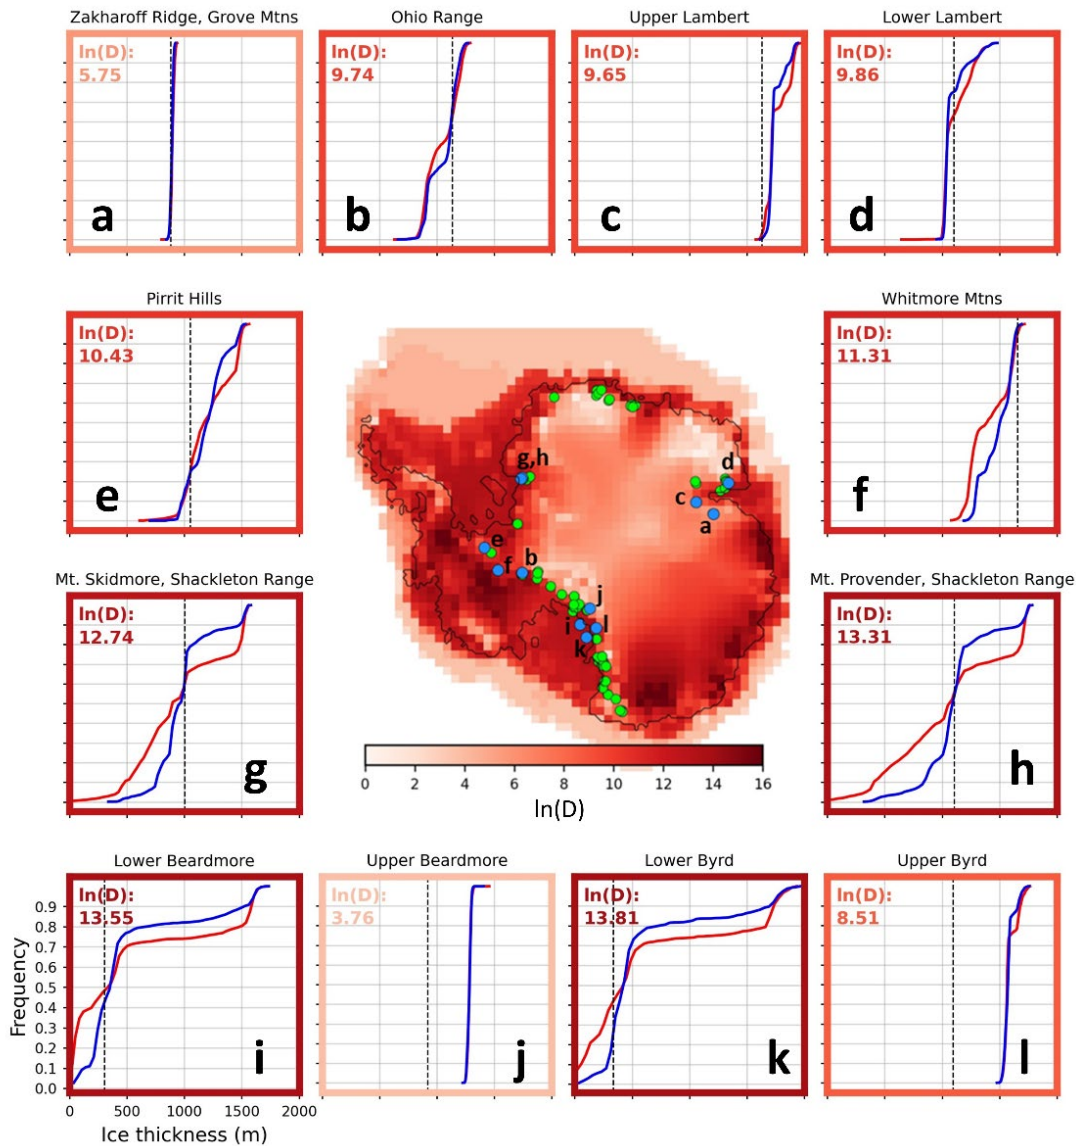 Zakharoff Ridge, Grove Mtns
ln(D):
5.75
a
Ohio Range
ln(D):
9.74
b
Upper Lambert
ln(D):
9.65
c
Lower Lambert
ln(D):
9.86
d
Pirrit Hills
ln(D):
10.43
e
Whitmore Mtns
ln(D):
11.31
f
g,h
d
c
a
e
f
b
j
i
l
k
0 2 4 6 8 10 12 14 16
ln(D)
Mt. Skidmore, Shackleton Range
ln(D):
12.74
g
Mt. Provender, Shackleton Range
ln(D):
13.31
h
Lower Beardmore
ln(D):
13.55
i
0.9
0.8
0.7
0.6
0.5
0.4
0.3
0.2
0.1
0.0
Frequency
0 500 1000 1500 2000
Ice thickness (m)
Upper Beardmore
ln(D):
3.76
j
Lower Byrd
ln(D):
13.81
k
Upper Byrd
ln(D):
8.51
l